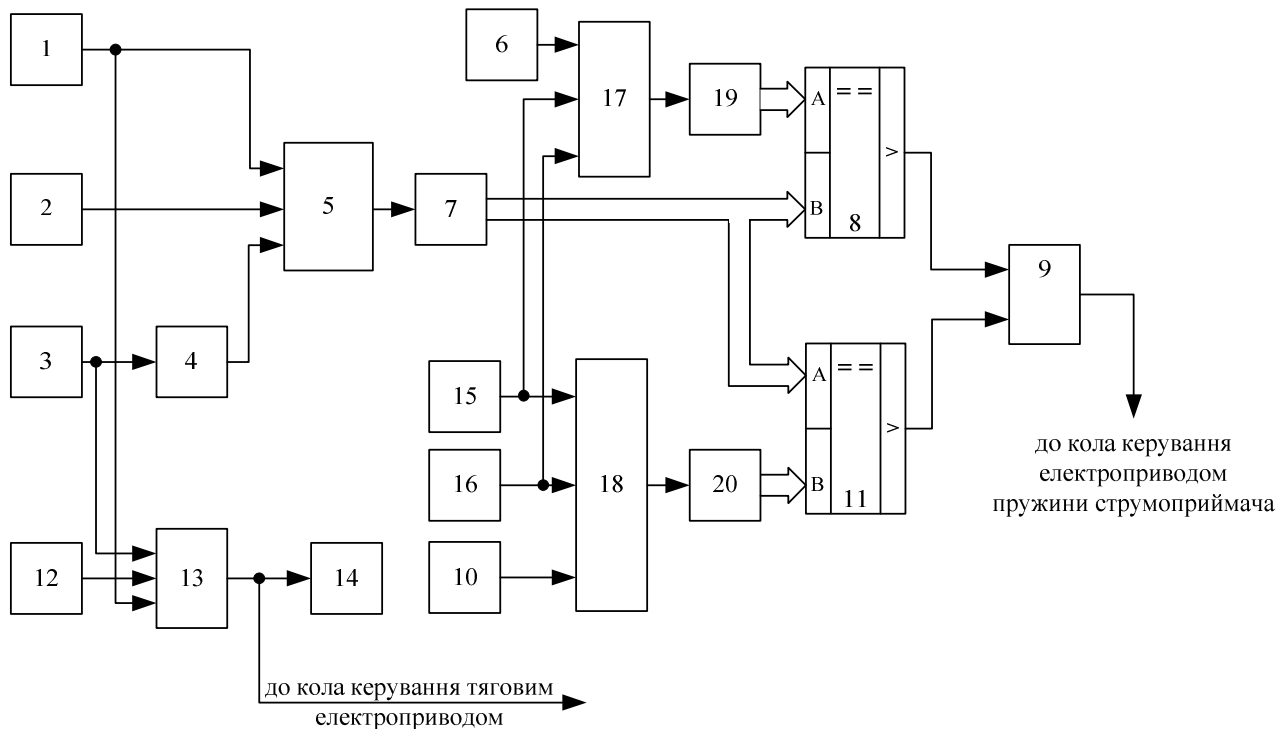 1
6
17
19
A
==
>
B
8
2
5
7
9
3
4
15
A
==
>
B
11
16
18
20
12
13
14
10
до кола керування
електроприводом
пружини струмоприймача
до кола керування тяговим
електроприводом